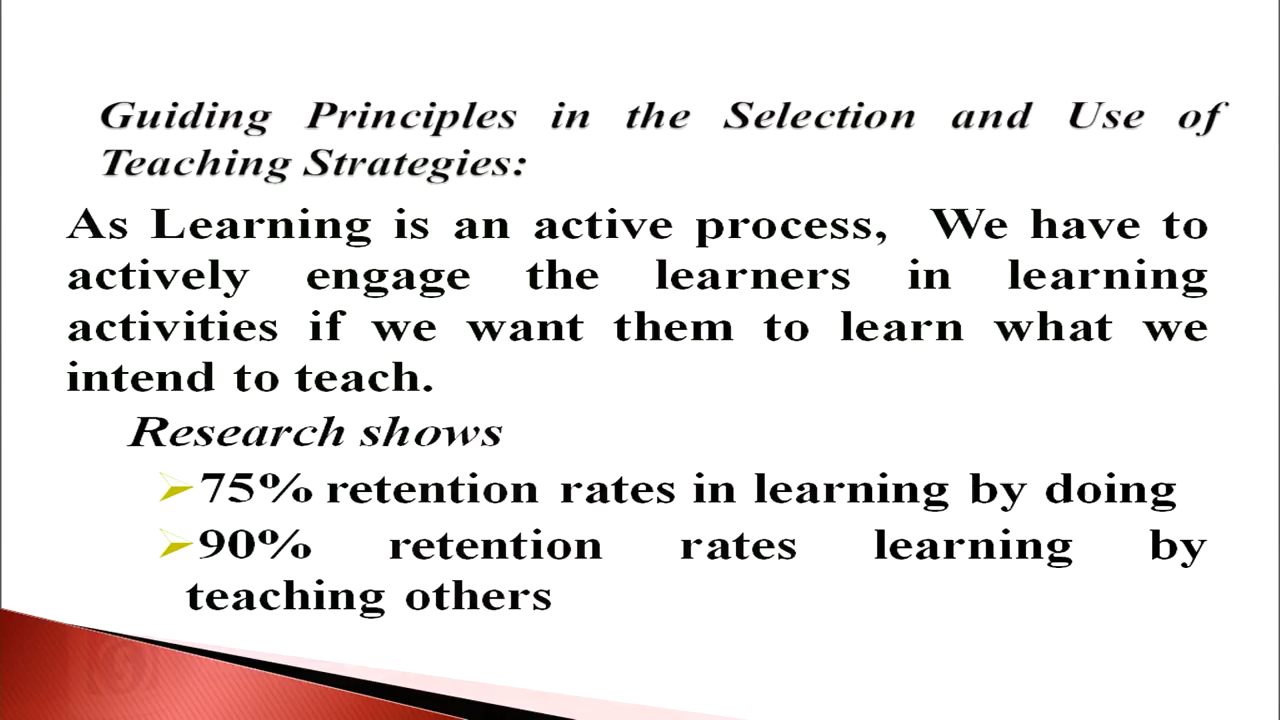 Guiding Principles in the Selection and Use of
Teaching Strategies:
As Learning is an active process, We have to
actively engage the learners in learning
activities if we want them to learn what we
intend to teach.
Research shows
75% retention rates in learning by doing
90% retention rates learning by
teaching others